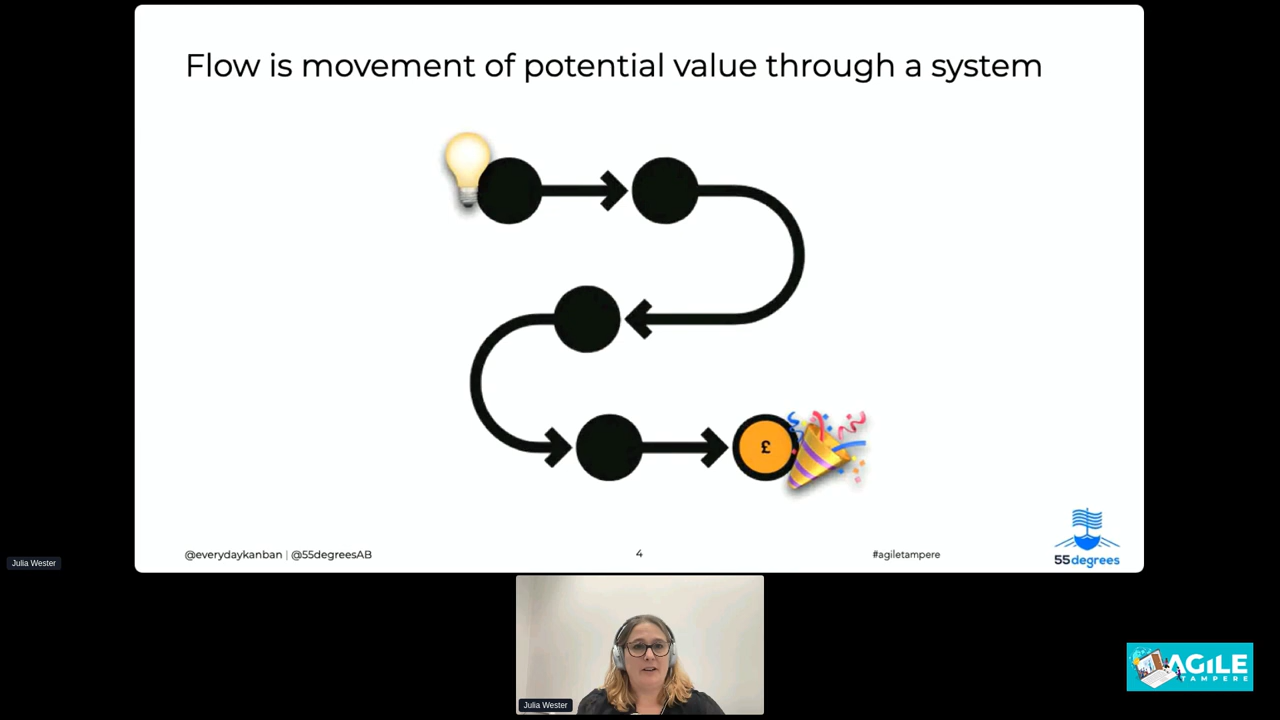 Flow is movement of potential value through a system
£
@everydaykanban | @55degreesAB
4
#agiletampere
55degrees
Julia Wester
Julia Wester
AGILE
TAMPERE